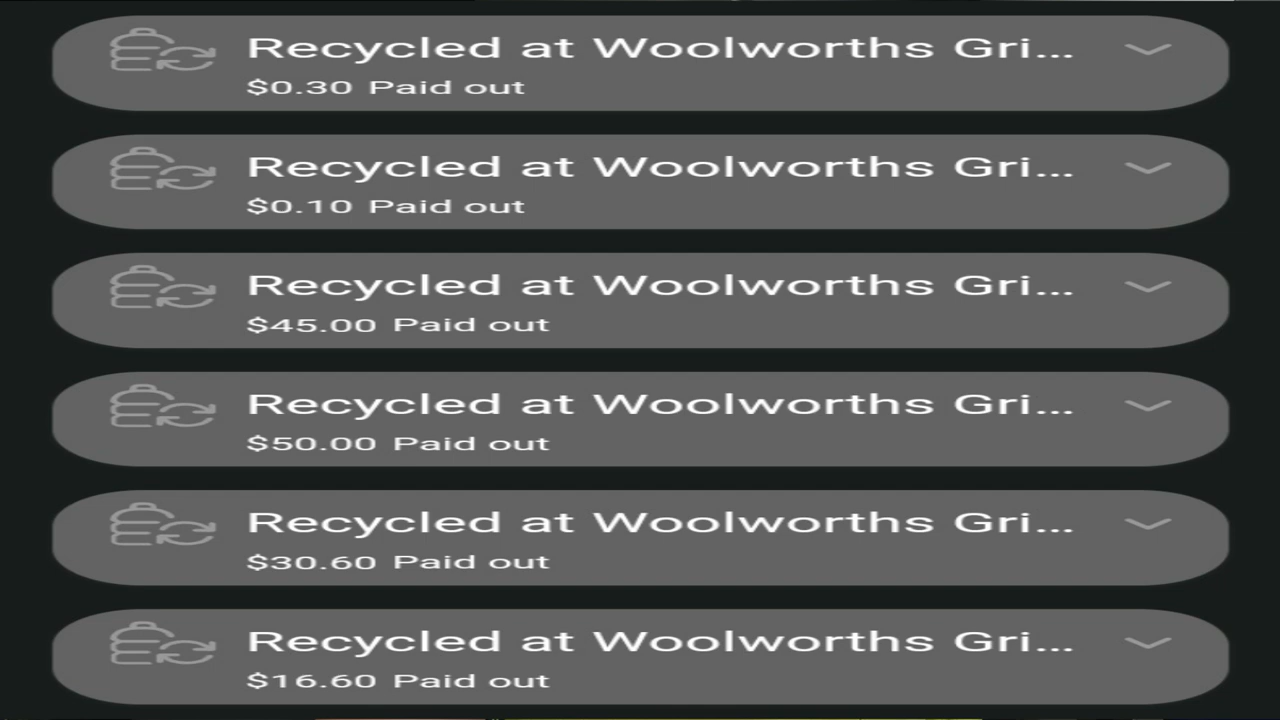 Recycled at Woolworths Gri...
$0.30 Paid out
Recycled at Woolworths Gri...
$0.10 Paid out
Recycled at Woolworths Gri...
$45.00 Paid out
Recycled at Woolworths Gri...
$50.00 Paid out
Recycled at Woolworths Gri...
$30.60 Paid out
Recycled at Woolworths Gri...
$16.60 Paid out